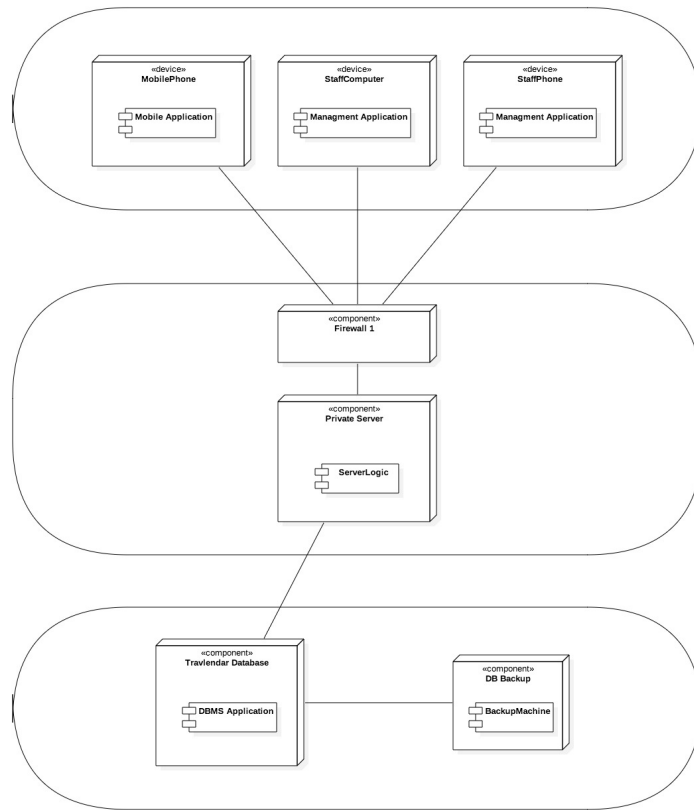 «device»
MobilePhone
Mobile Application
«device»
StaffComputer
Managment Application
«device»
StaffPhone
Managment Application
«component»
Firewall 1
«component»
Private Server
ServerLogic
«component»
Travlendar Database
DBMS Application
«component»
DB Backup
BackupMachine